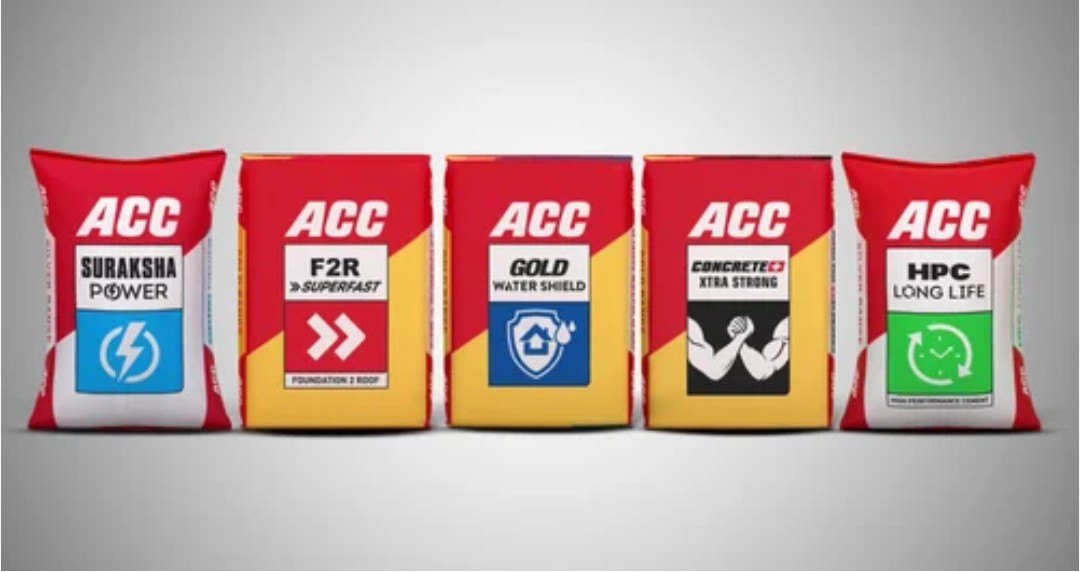 ACC
SURAKSHA
POWER
ACC
F2R
SUPERFAST
FOUNDATION 2 ROOF
ACC
GOLD
WATER SHIELD
ACC
CONCRETE+
XTRA STRONG
ACC
HPC
LONG LIFE
HIGH PERFORMANCE CEMENT